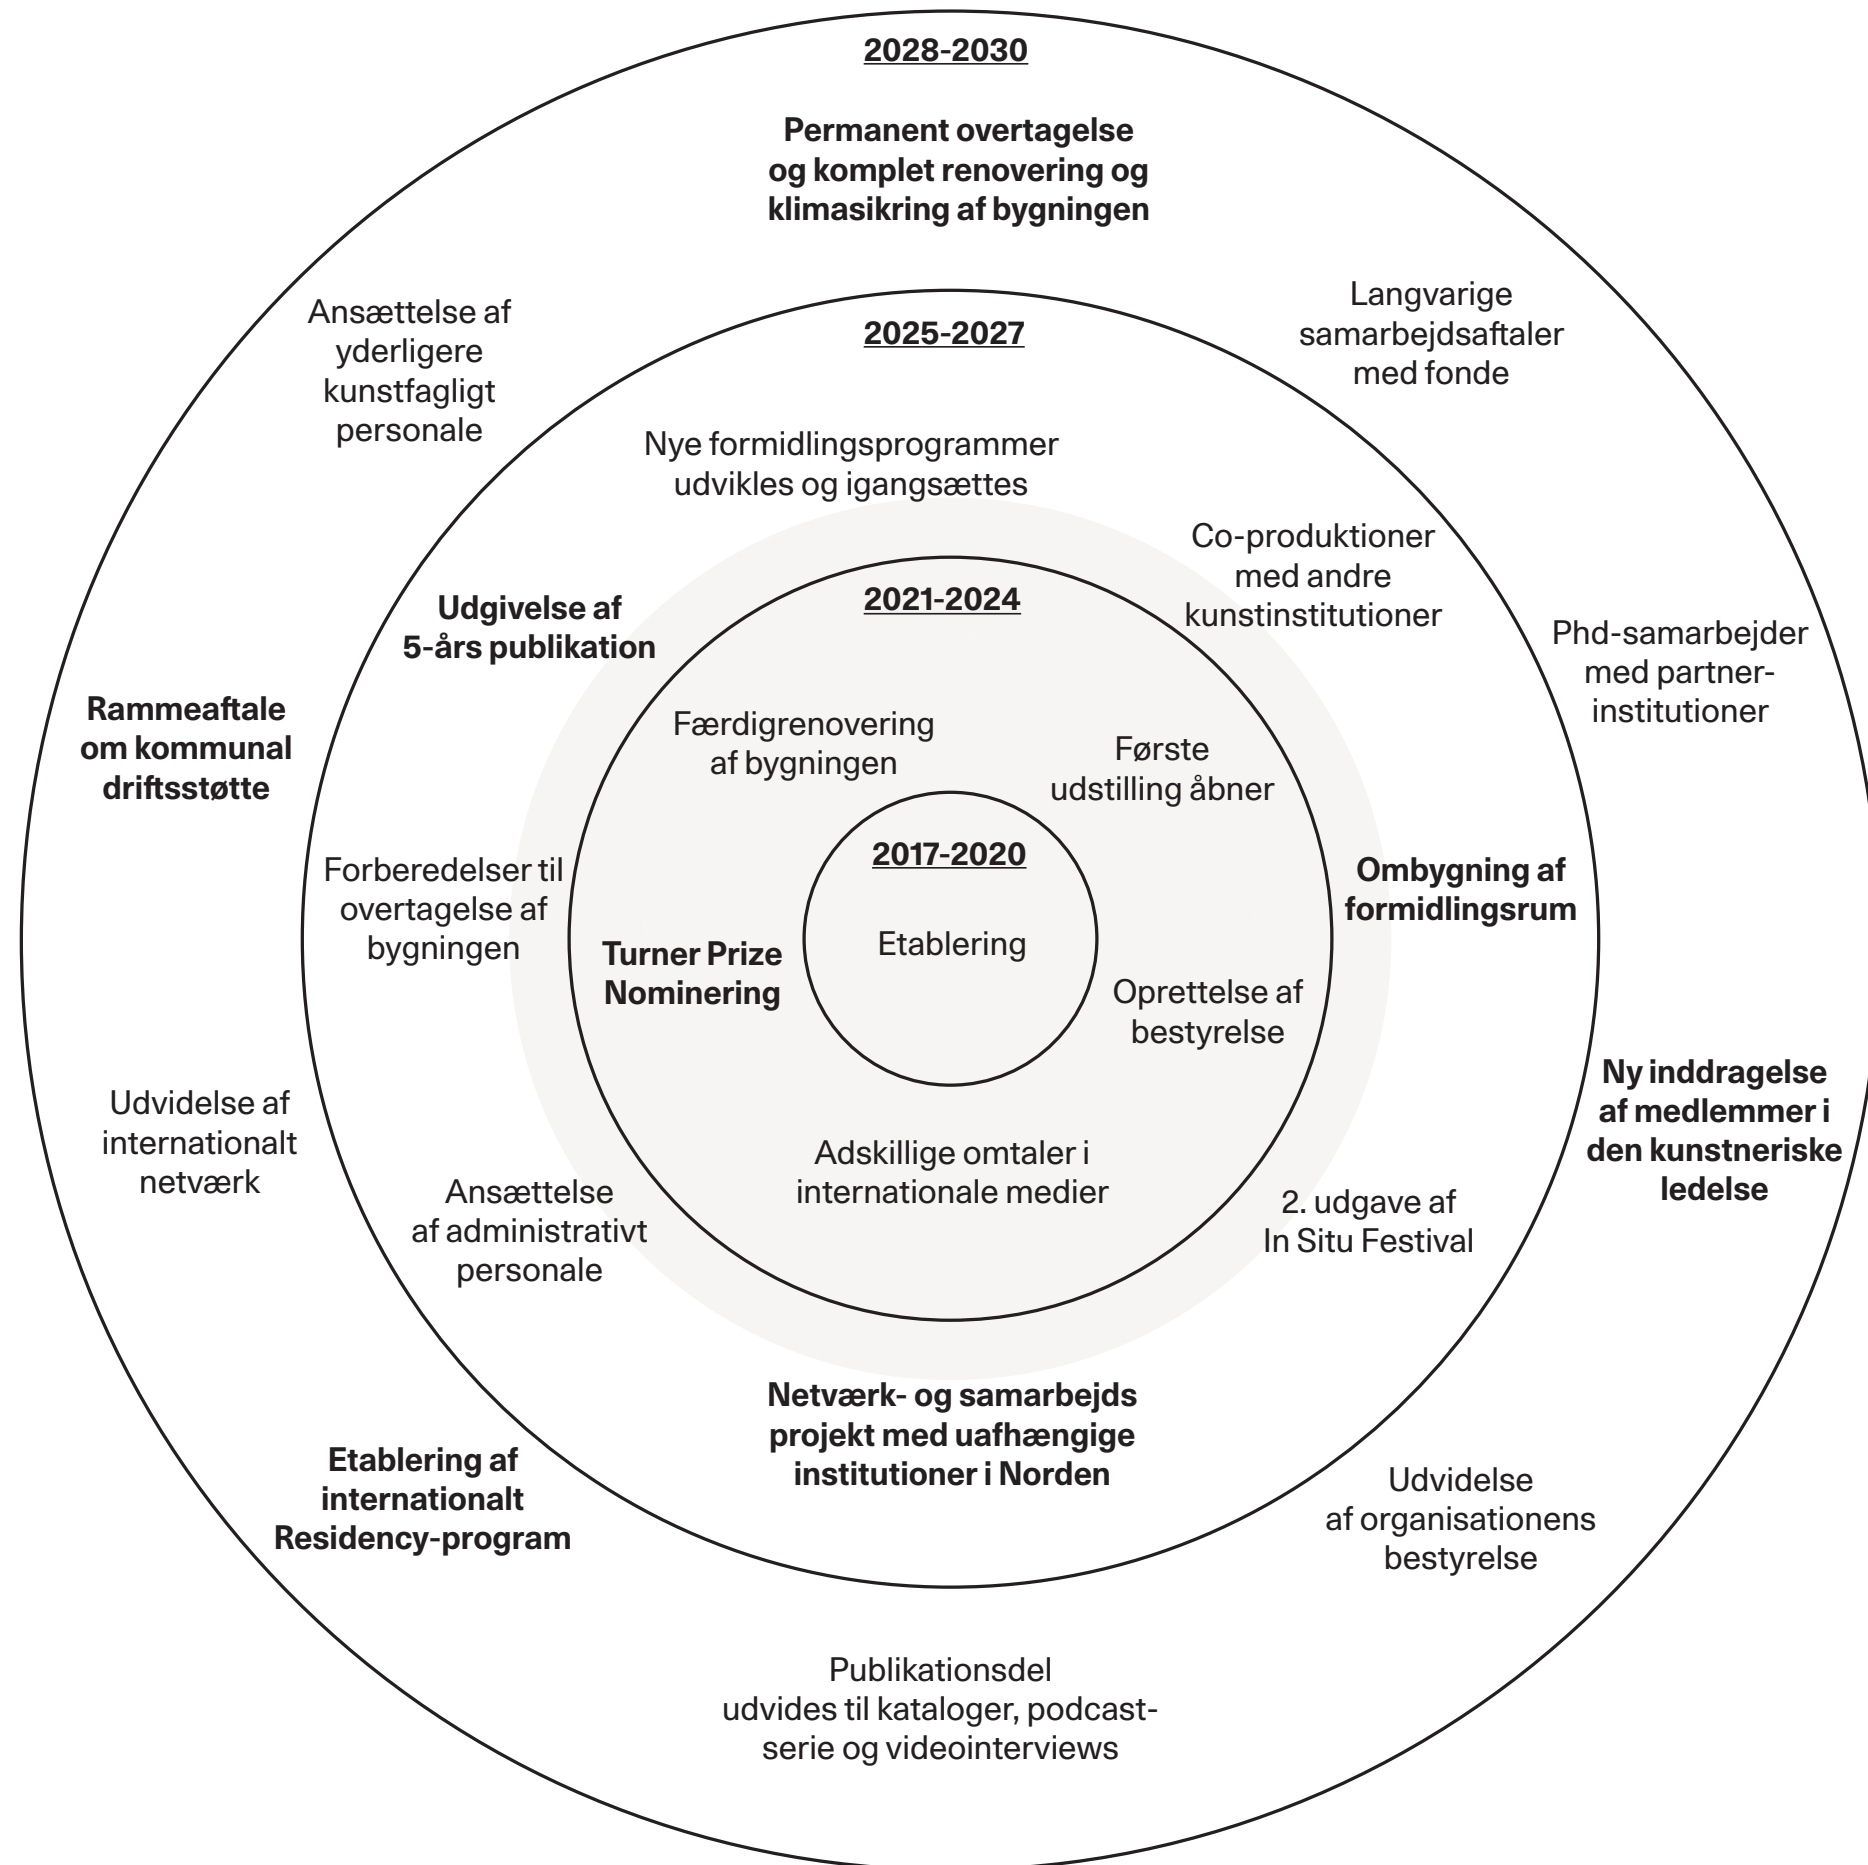 2028-2030
Permanent overtagelse
og komplet renovering og
klimasikring af bygningen
Ansættelse af
yderligere
kunstfagligt
personale
Langvarige
samarbejdsaftaler
med fonde
Phd-samarbejder
med partner-
institutioner
Rammeaftale
om kommunal
driftsstøtte
Ny inddragelse
af medlemmer i
den kunstneriske
ledelse
Udvidelse af
internationalt
netværk
Etablering af
internationalt
Residency-program
Udvidelse
af organisationens
bestyrelse
Publikationsdel
udvides til kataloger, podcast-
serie og videointerviews
2025-2027
Nye formidlingsprogrammer
udvikles og igangsættes
Co-produktioner
med andre
kunstinstitutioner
Udgivelse af
5-års publikation
Ombygning af
formidlingsrum
Forberedelser til
overtagelse af
bygningen
Ansættelse
af administrativt
personale
2. udgave af
In Situ Festival
Netværk- og samarbejds
projekt med uafhængige
institutioner i Norden
2021-2024
Færdigrenovering
af bygningen
Første
udstilling åbner
Turner Prize
Nominering
Oprettelse af
bestyrelse
Adskillige omtaler i
internationale medier
2017-2020
Etablering